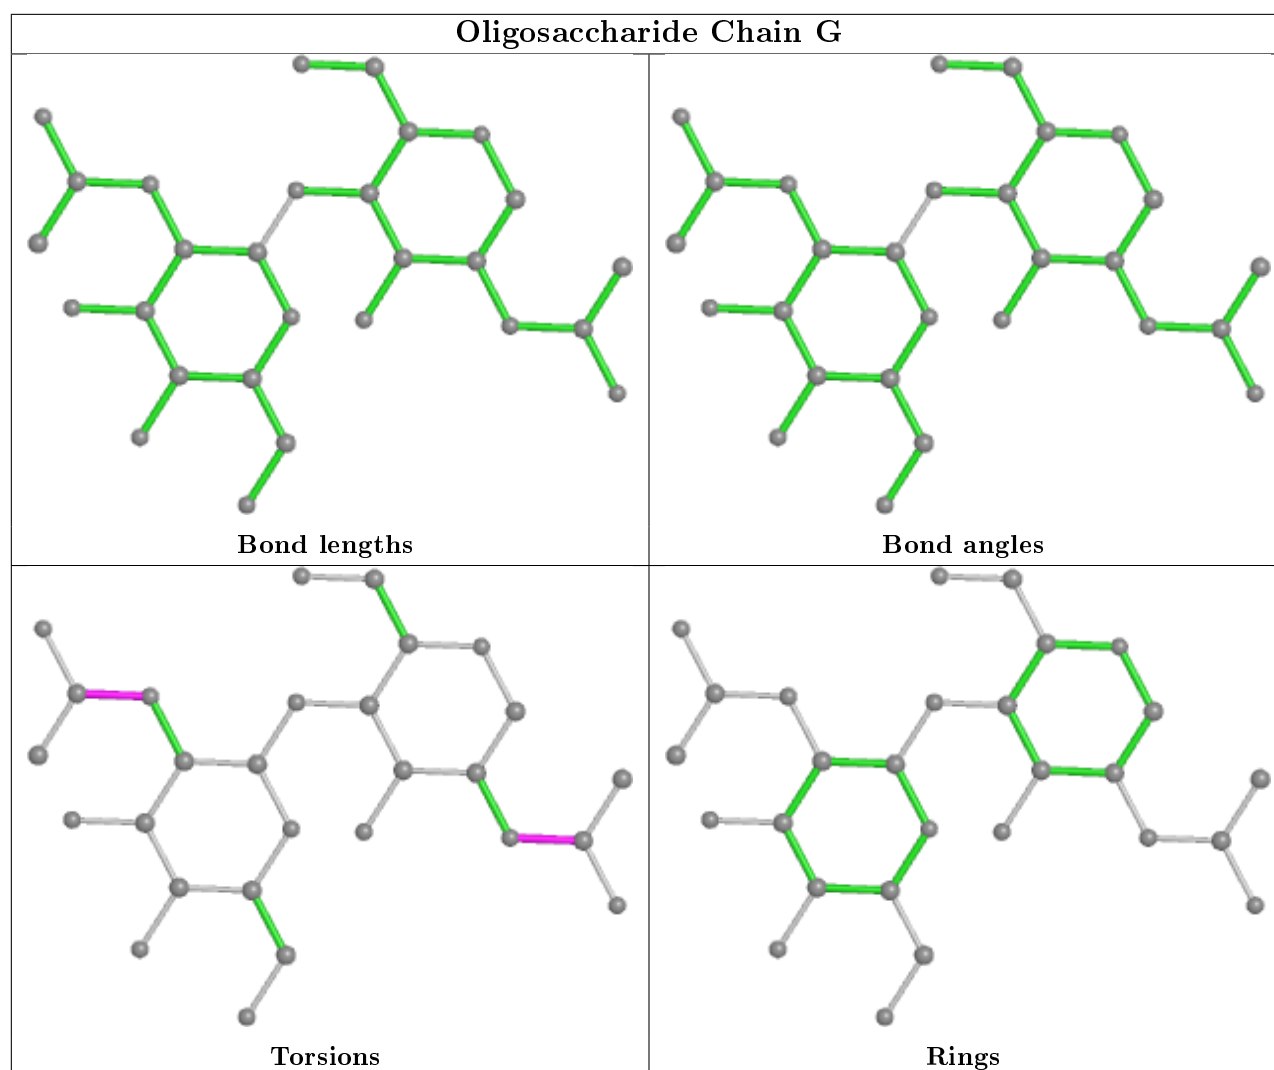 Oligosaccharide Chain G
Bond lengths
Bond angles
Torsions
Rings